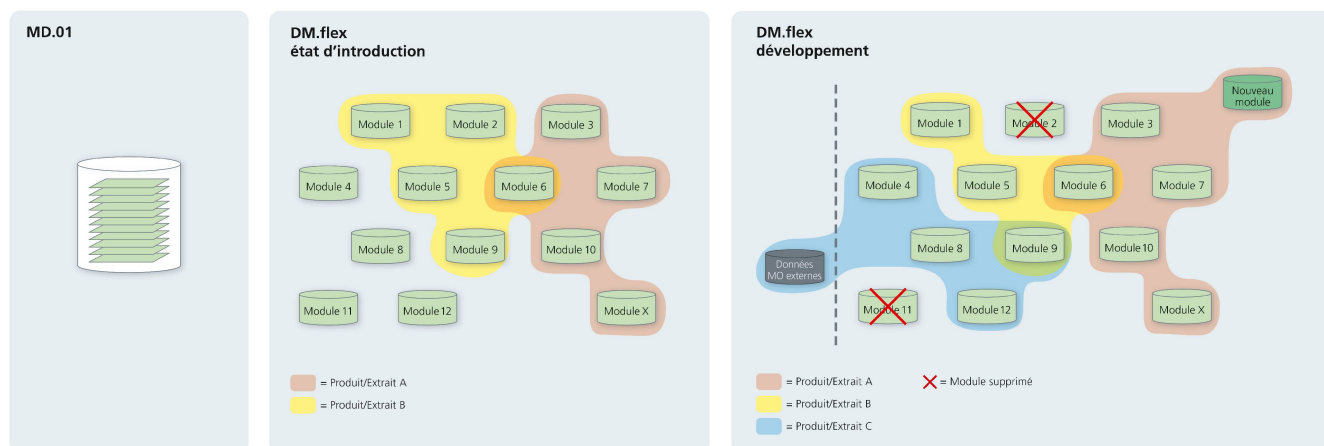 MD.01
DM.flex
état d’introduction
Module 1
Module 2
Module 3
Module 4
Module 5
Module 6
Module 7
Module 8
Module 9
Module 10
Module 11
Module 12
Module X
= Produit/Extrait A
= Produit/Extrait B
DM.flex
développement
Nouveau
module
Module 1
Module 2
Module 3
Module 4
Module 5
Module 6
Module 7
Module 8
Module 9
Module10
Données
MO externes
Module 11
Module 12
Module X
= Produit/Extrait A
= Module supprimé
= Produit/Extrait B
= Produit/Extrait C